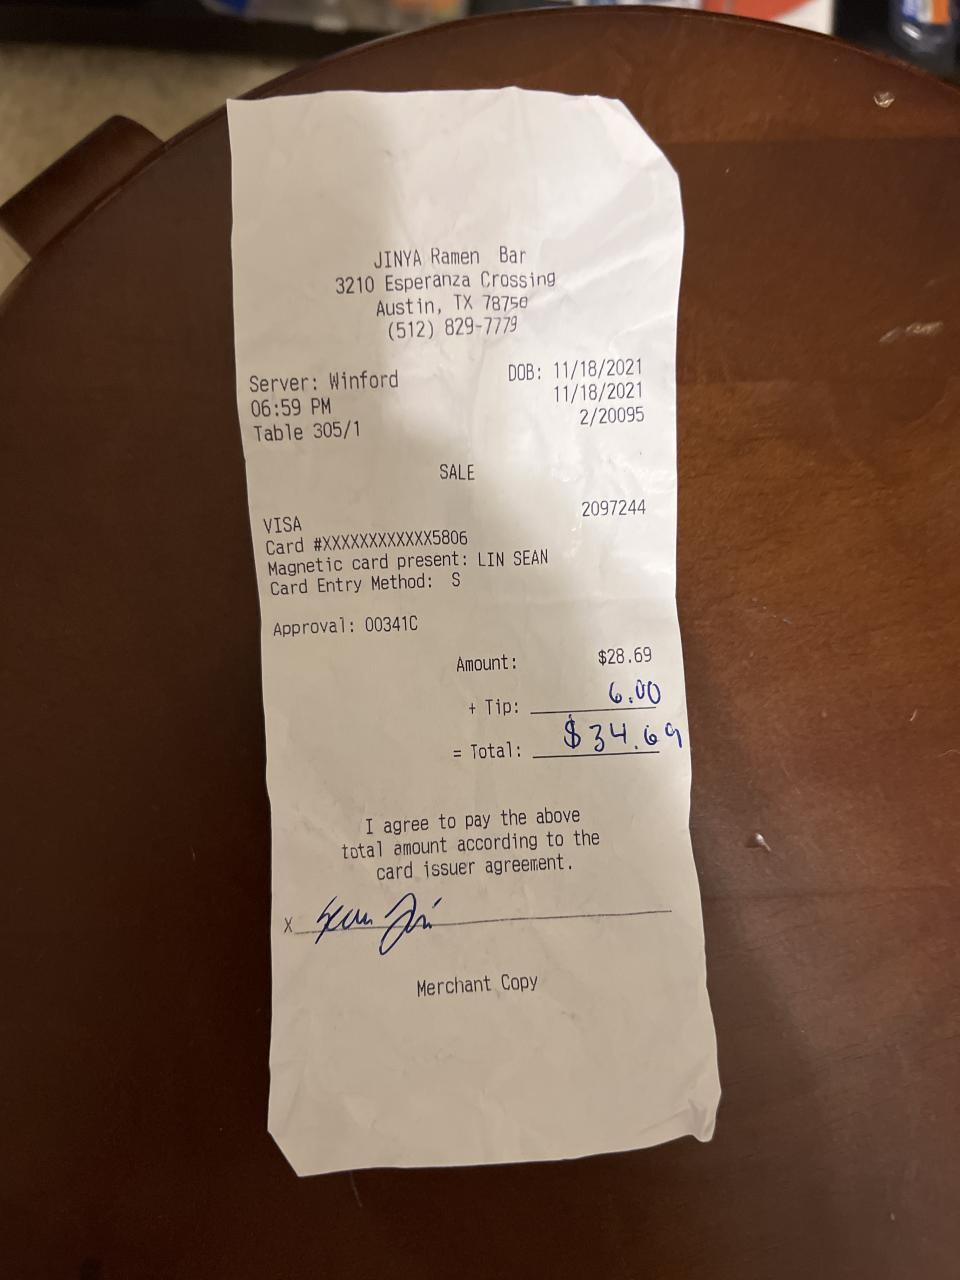 JINYA Ramen Bar
3210 Esperanza Crossing
Austin, TX 78758
(512) 829-7779
Server: Winford DOB: 11/18/2021
06:59 PM 11/18/2021
Table 305/1 2/20095
SALE
VISA 2097244
Card #XXXXXXXXXXXX5806
Magnetic card present: LIN SEAN
Card Entry Method: S
Approval: 00341C
Amount: $28.69
+ Tip: 6.00
= Total: $34.69
I agree to pay the above
total amount according to the
card issuer agreement.
X Sean Lin
Merchant Copy